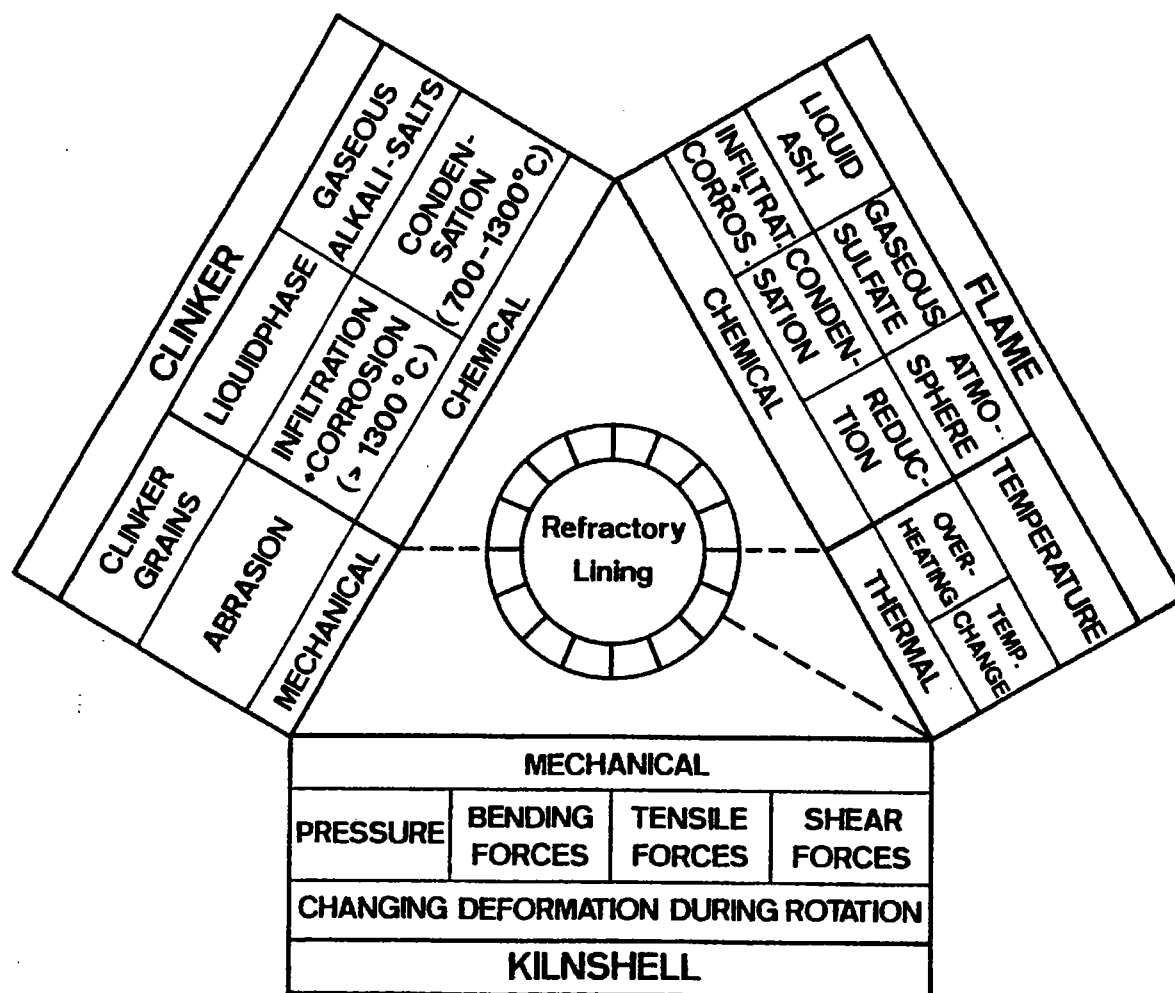 CLINKER
GASEOUS
ALKALI-SALTS
LIQUIDPHASE
CLINKER
GRAINS
CONDEN-
SATION
(700-1300°C)
INFILTRATION
+CORROSION
(> 1300°C)
ABRASION
CHEMICAL
MECHANICAL
FLAME
LIQUID
ASH
GASEOUS
SULFATE
ATMO-
SPHERE
TEMPERATURE
INFILTRAT.
+
CORROS.
CONDEN-
SATION
REDUC-
TION
OVER-
HEATING
TEMP.
CHANGE
CHEMICAL
THERMAL
Refractory
Lining
MECHANICAL
PRESSURE
BENDING
FORCES
TENSILE
FORCES
SHEAR
FORCES
CHANGING DEFORMATION DURING ROTATION
KILNSHELL